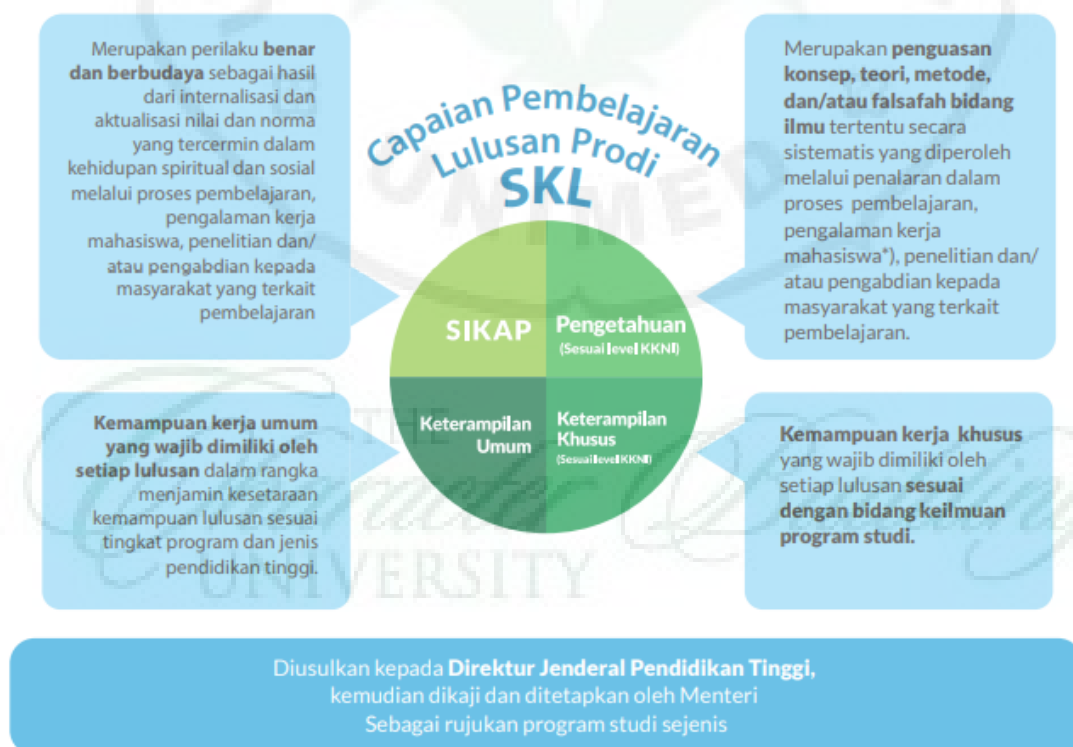 Merupakan perilaku benar
dan berbudaya sebagai hasil
dari internalisasi dan
aktualisasi nilai dan norma
yang tercermin dalam
kehidupan spiritual dan sosial
melalui proses pembelajaran,
pengalaman kerja
mahasiswa, penelitian dan/
atau pengabdian kepada
masyarakat yang terkait
pembelajaran
Capaian Pembelajaran
Lulusan Prodi
SKL
Merupakan penguasan
konsep, teori, metode,
dan/atau falsafah bidang
ilmu tertentu secara
sistematis yang diperoleh
melalui penalaran dalam
proses pembelajaran,
pengalaman kerja
mahasiswa*), penelitian dan/
atau pengabdian kepada
masyarakat yang terkait
pembelajaran.
SIKAP
Pengetahuan
(Sesuai level KKNI)
Keterampilan
Umum
Keterampilan
Khusus
(Sesuai level KKNI)
Kemampuan kerja umum
yang wajib dimiliki oleh
setiap lulusan dalam rangka
menjamin kesetaraan
kemampuan lulusan sesuai
tingkat program dan jenis
pendidikan tinggi.
Kemampuan kerja khusus
yang wajib dimiliki oleh
setiap lulusan sesuai
dengan bidang keilmuan
program studi.
Diusulkan kepada Direktur Jenderal Pendidikan Tinggi,
kemudian dikaji dan ditetapkan oleh Menteri
Sebagai rujukan program studi sejenis
UNIMED
THE
Character Building
UNIVERSITY